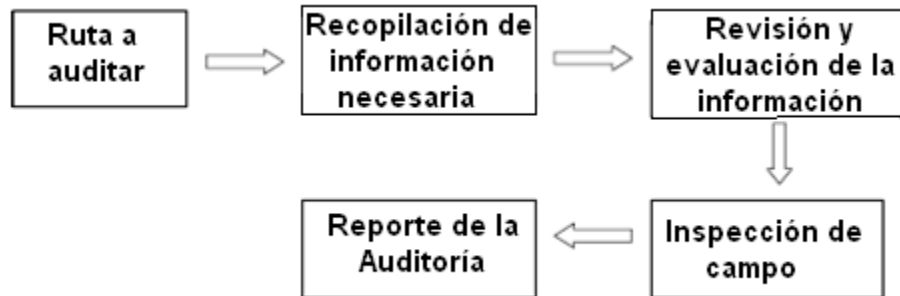 Ruta a
auditar
Recopilación de
información
necesaria
Revisión y
evaluación de la
información
Inspección de
campo
Reporte de la
Auditoría